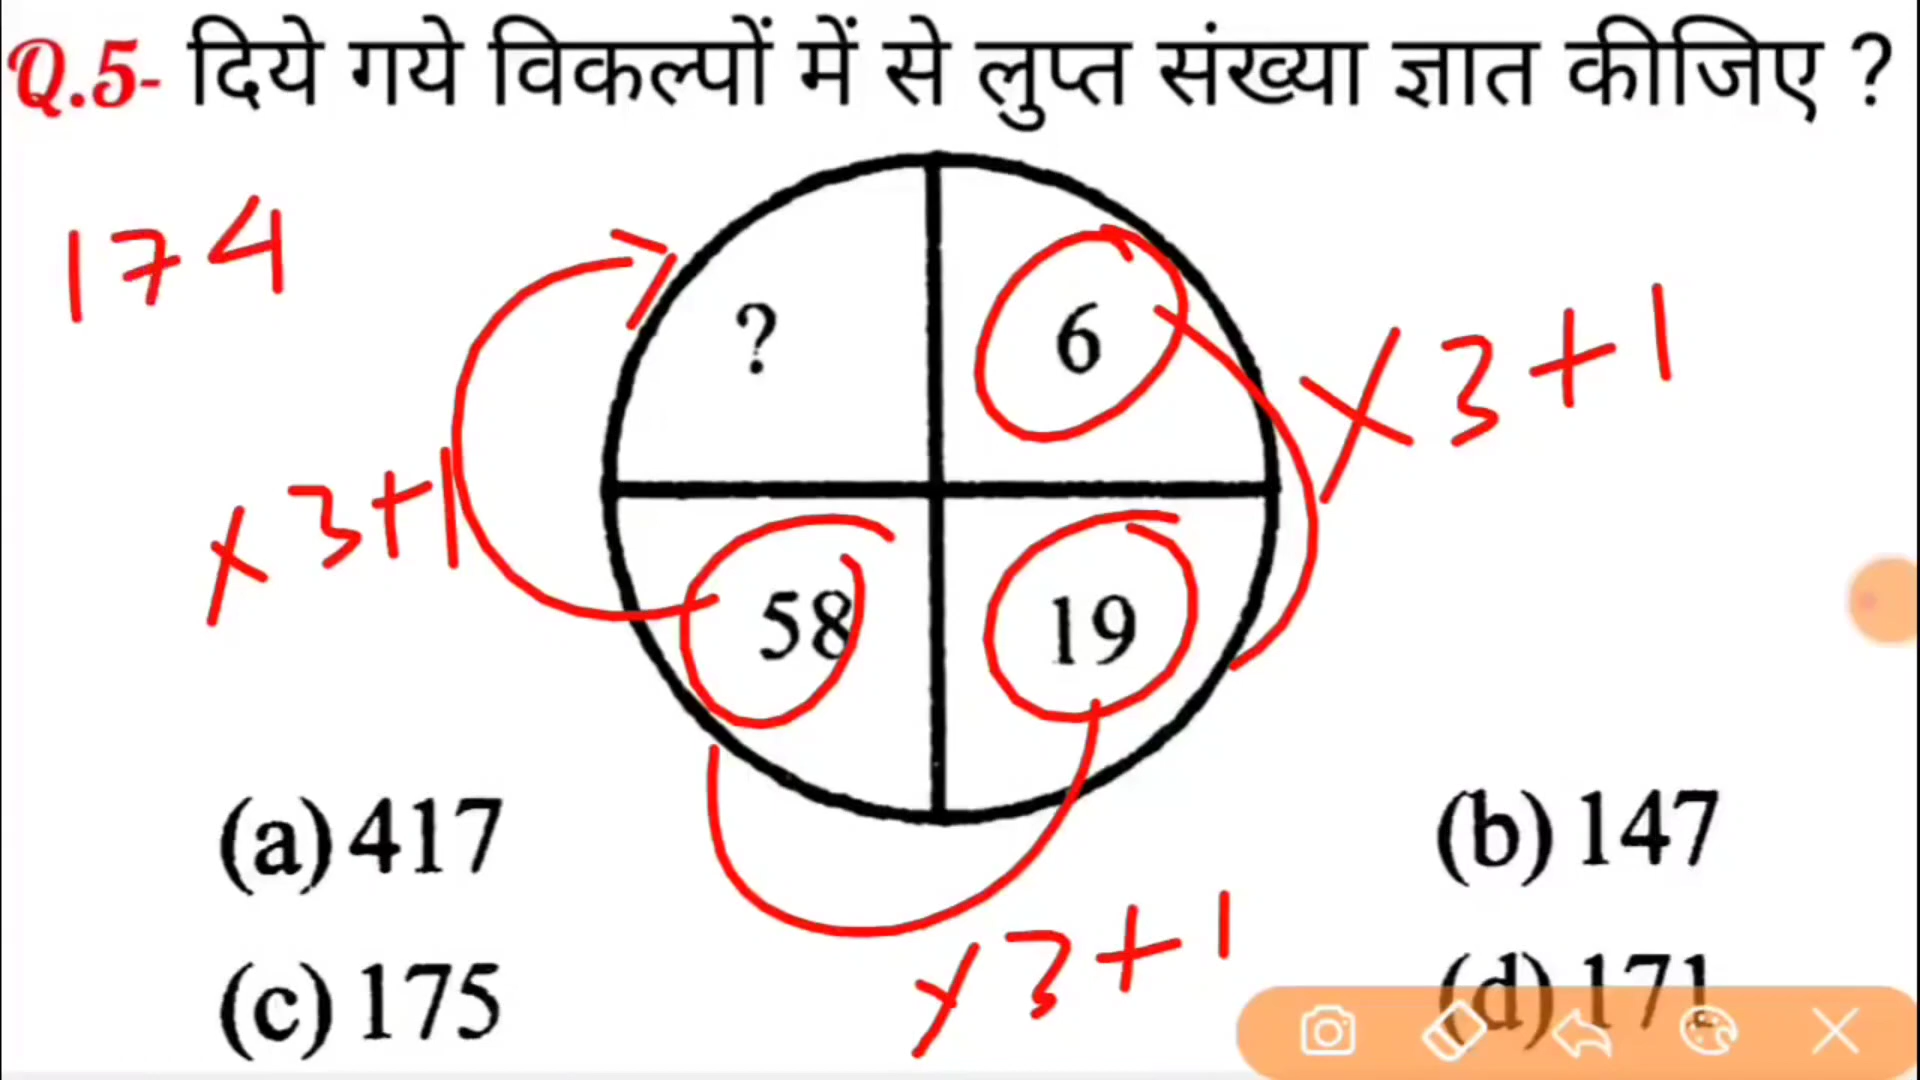 Q.5- दिये गये विकल्पों में से लुप्त संख्या ज्ञात कीजिए ?
174
? 6
×3+1
×3+1
58 19
(a) 417 (b) 147
×3+1
(c) 175 (d) 171